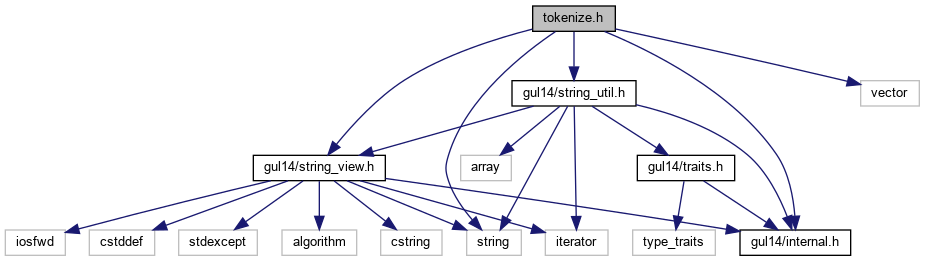 tokenize.h
gul14/string_util.h
vector
gul14/string_view.h
array
gul14/traits.h
iosfwd
cstddef
stdexcept
algorithm
cstring
string
iterator
type_traits
gul14/internal.h